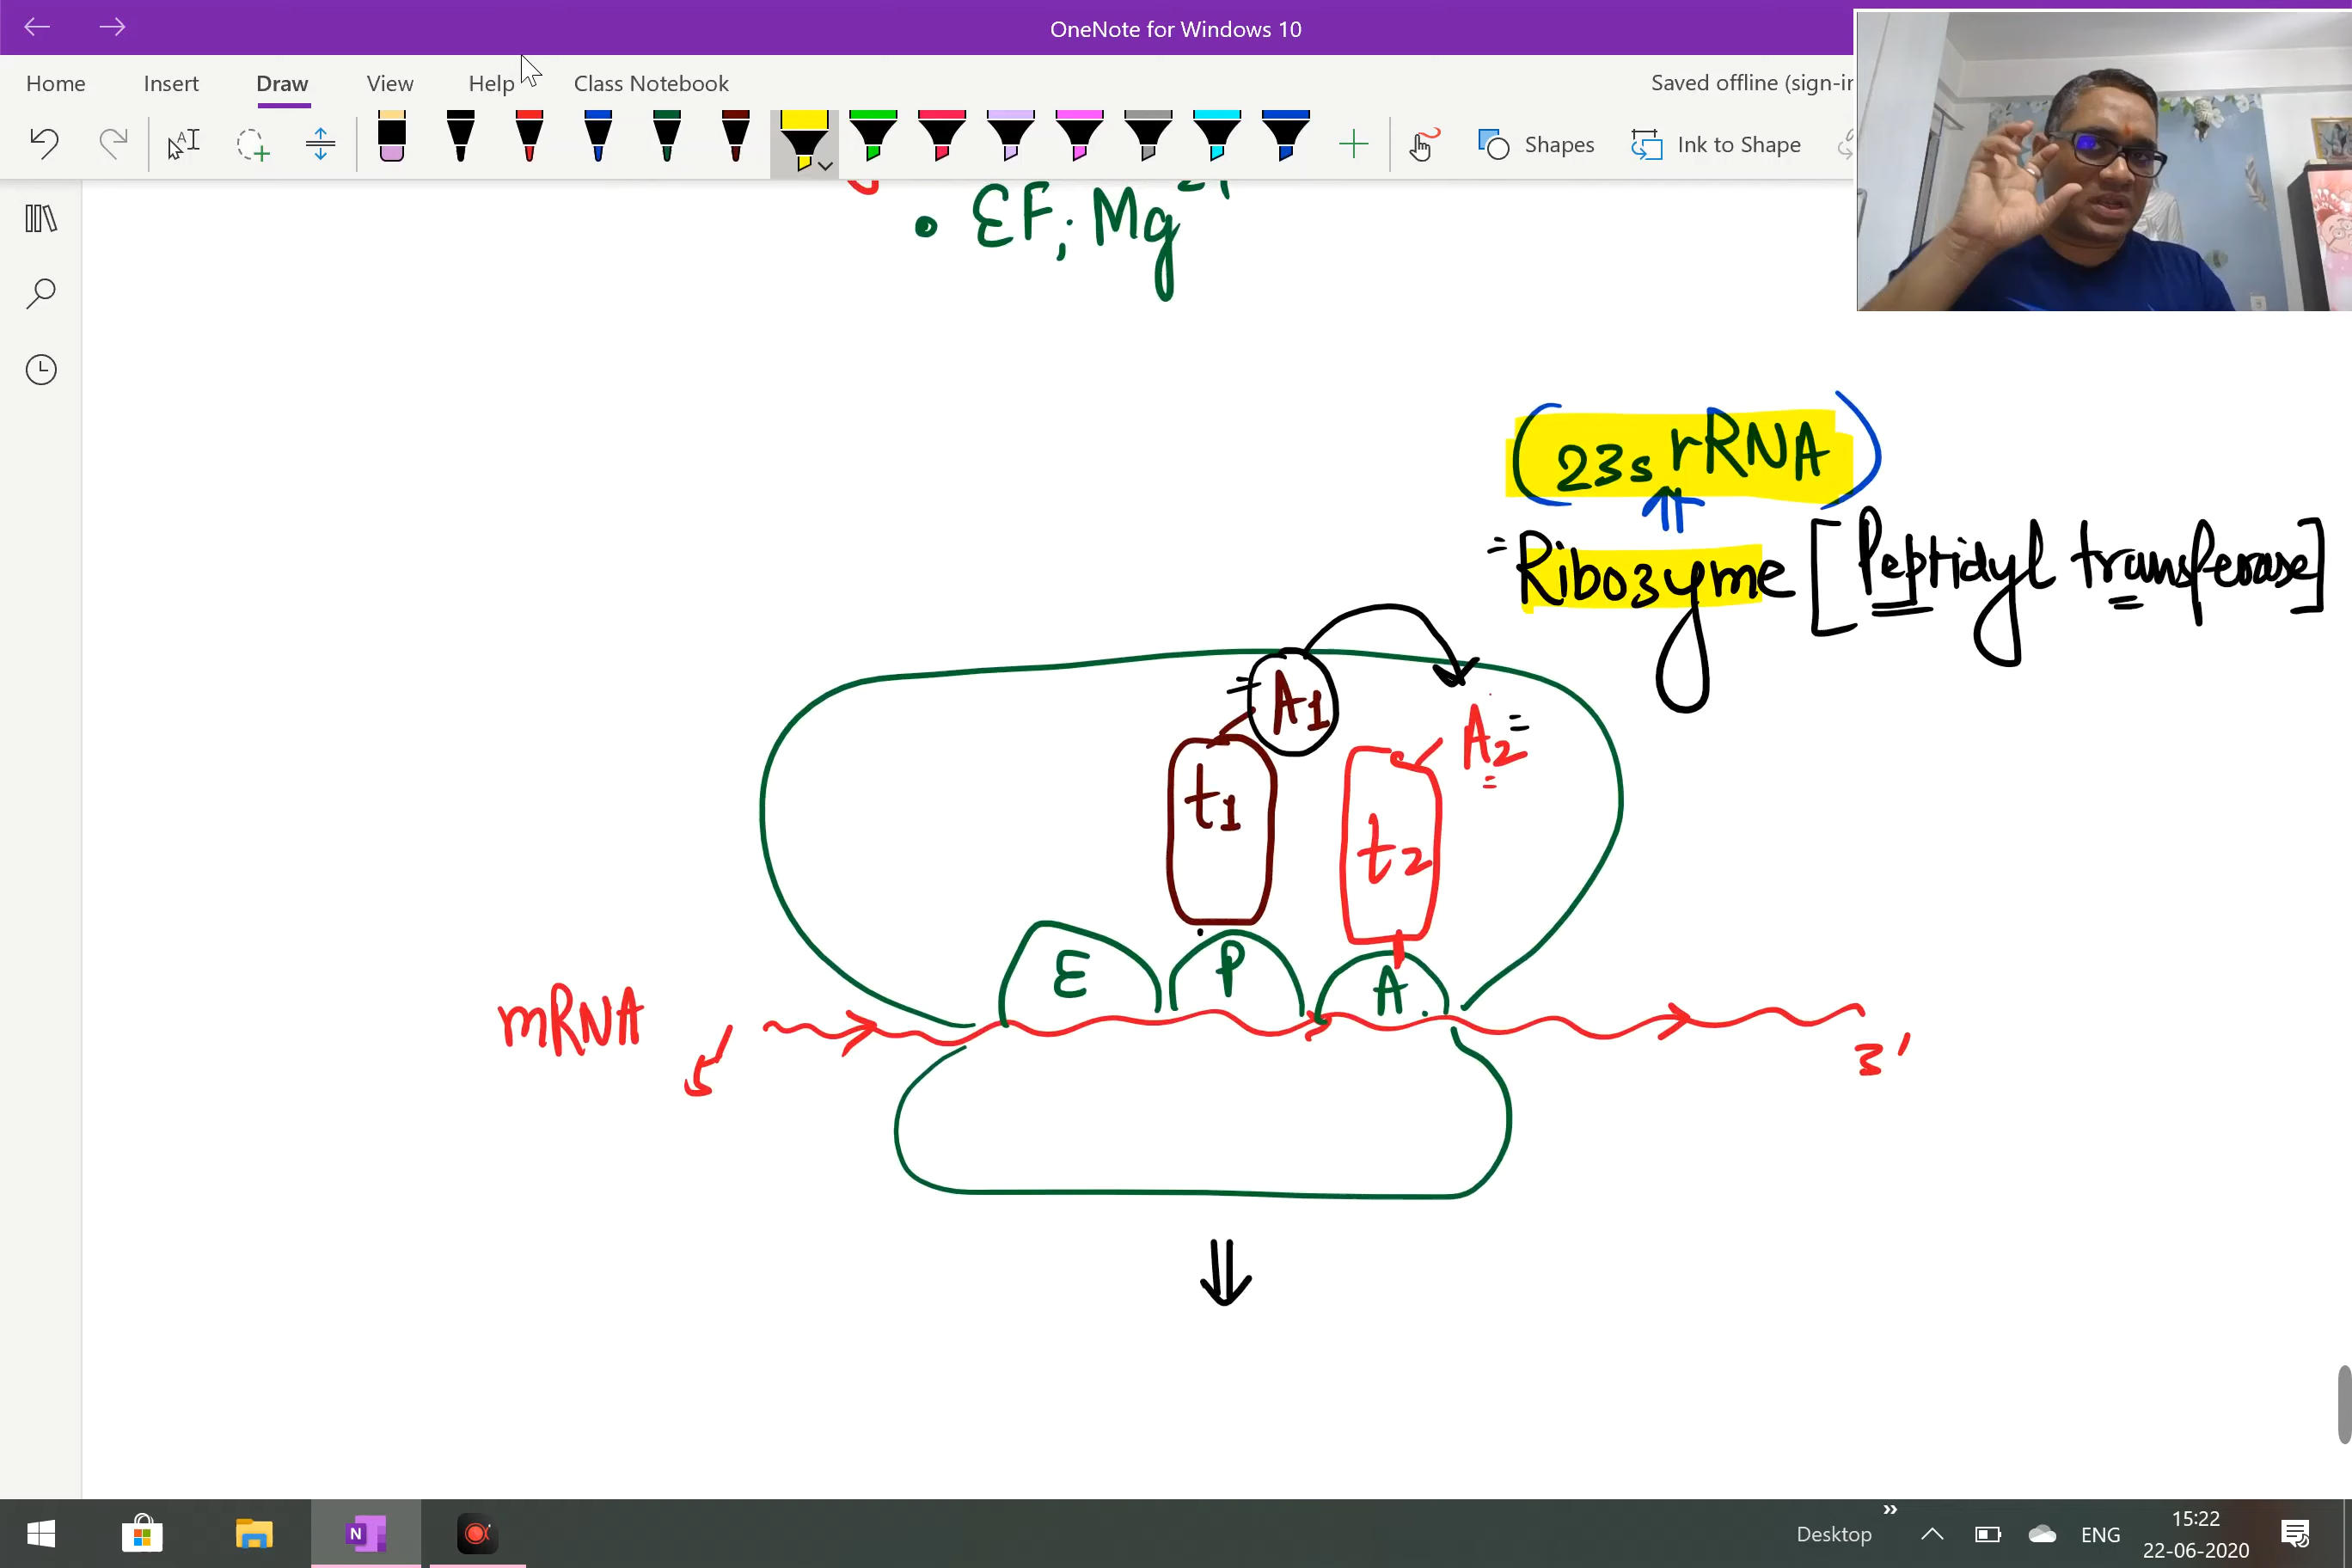 OneNote for Windows 10
Home Insert Draw View Help Class Notebook
Saved offline (sign-in
Shapes Ink to Shape
• EF; Mg2+
(23s rRNA)
= Ribozyme [Peptidyl transferase]
= A1
A2 =
t1
t2
E P A
mRNA
5' 3'
Desktop ENG
15:22
22-06-2020